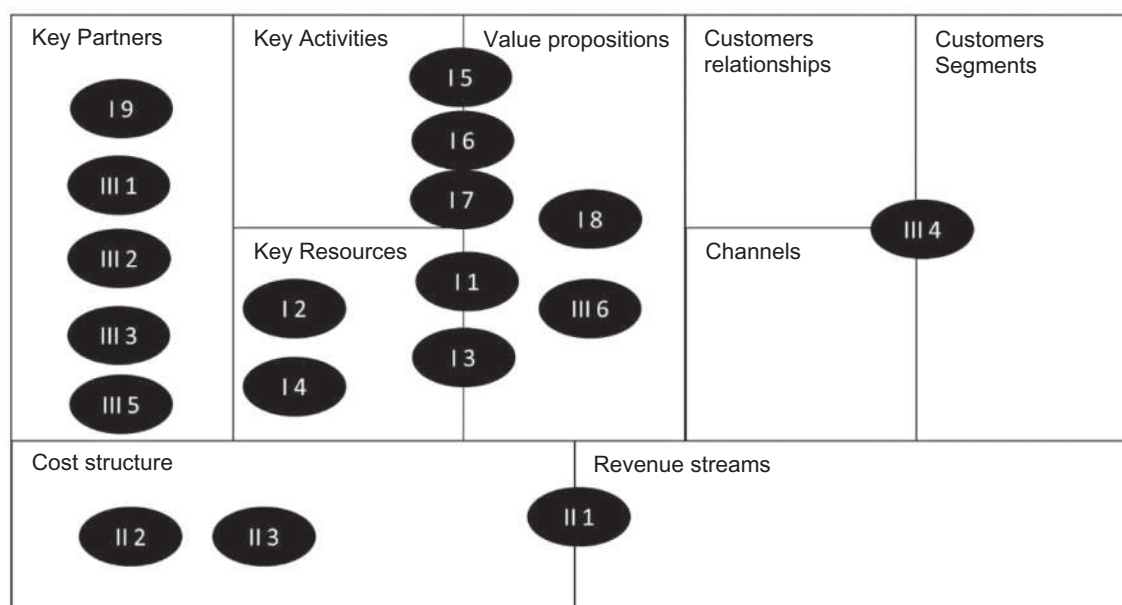 Key Partners
I 9
III 1
III 2
III 3
III 5
Key Activities
I 5
I 6
I 7
Key Resources
I 2
I 4
I 1
I 3
Value propositions
I 8
III 6
Customers
relationships
Channels
Customers
Segments
III 4
Cost structure
II 2
II 3
II 1
Revenue streams